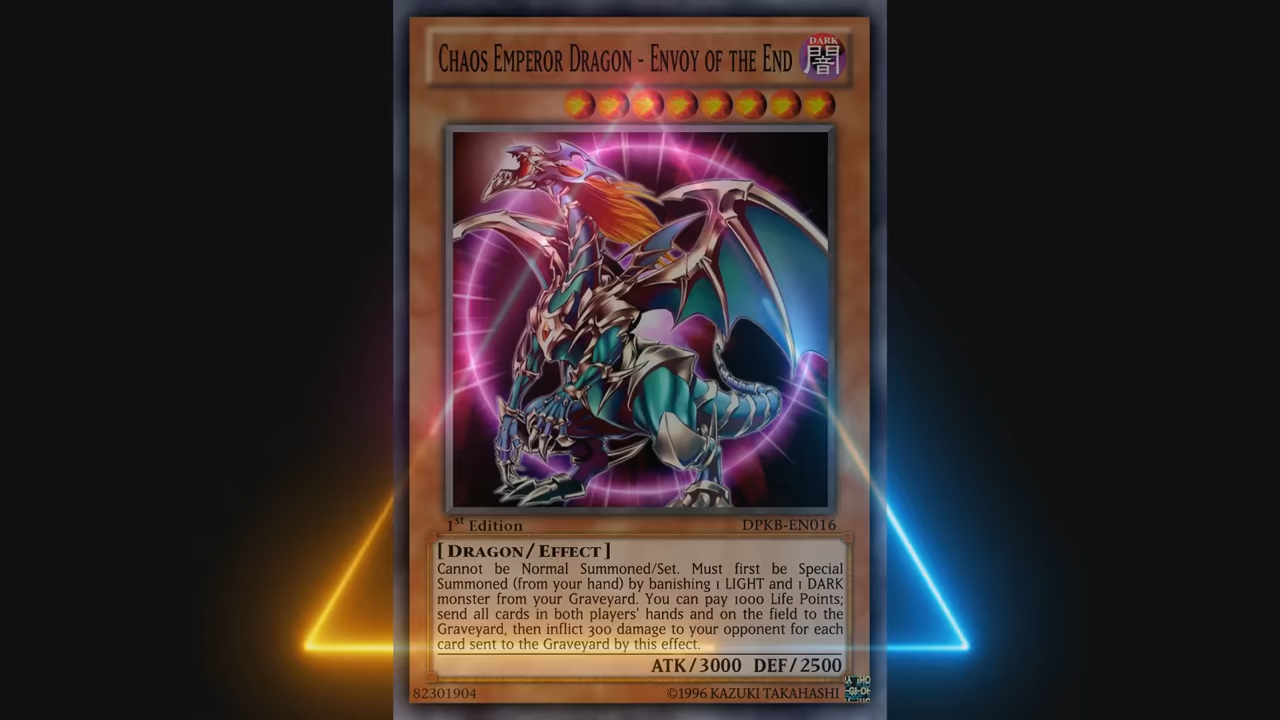 CHAOS EMPEROR DRAGON - ENVOY OF THE END
DARK
闇
1st Edition
DPKB-EN016
[DRAGON/EFFECT]
Cannot be Normal Summoned/Set. Must first be Special
Summoned (from your hand) by banishing 1 LIGHT and 1 DARK
monster from your Graveyard. You can pay 1000 Life Points;
send all cards in both players' hands and on the field to the
Graveyard, then inflict 300 damage to your opponent for each
card sent to the Graveyard by this effect.
ATK/3000 DEF/2500
82301904
©1996 KAZUKI TAKAHASHI